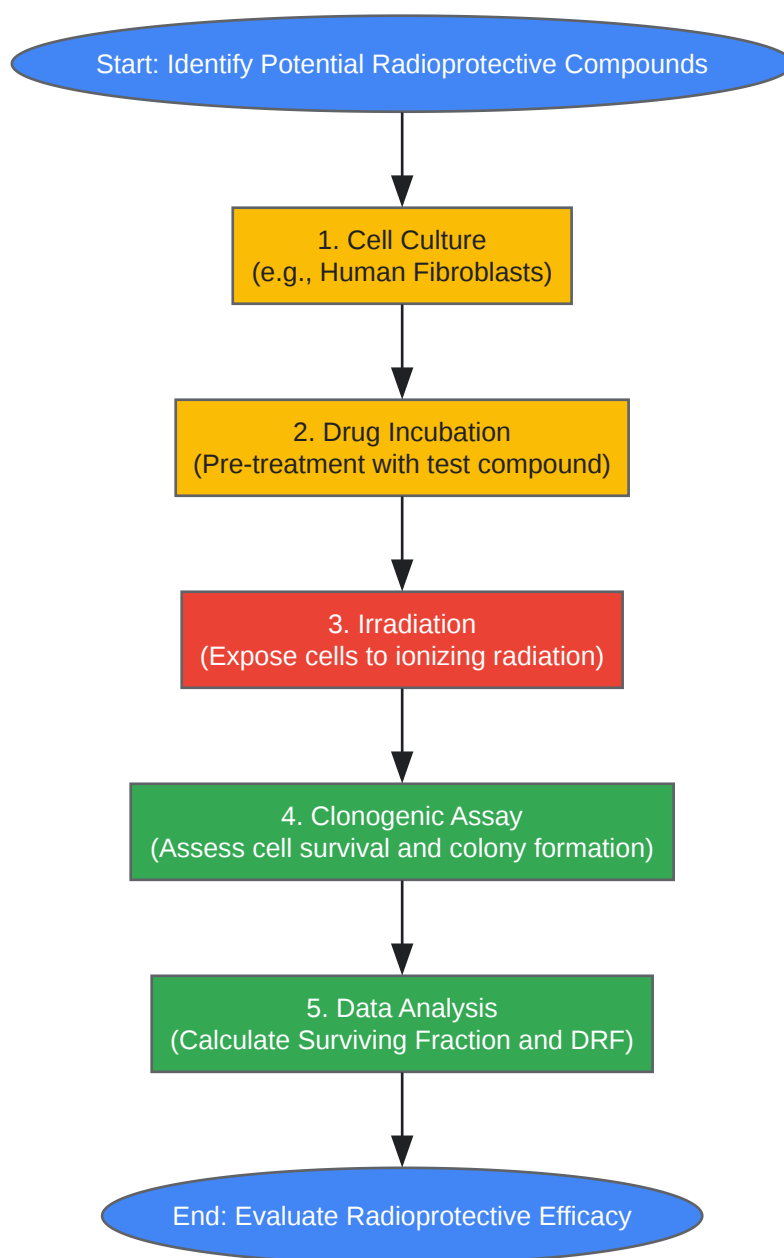 Start: Identify Potential Radioprotective Compounds
1. Cell Culture
(e.g., Human Fibroblasts)
2. Drug Incubation
(Pre-treatment with test compound)
3. Irradiation
(Expose cells to ionizing radiation)
4. Clonogenic Assay
(Assess cell survival and colony formation)
5. Data Analysis
(Calculate Surviving Fraction and DRF)
End: Evaluate Radioprotective Efficacy